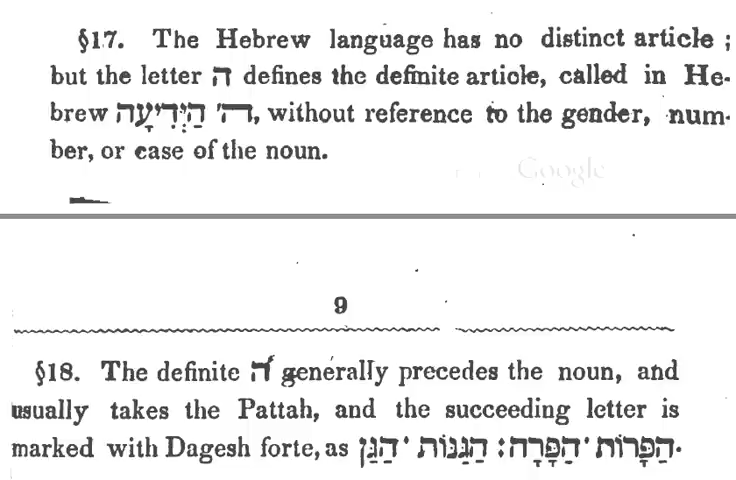 §17. The Hebrew language has no distinct article ;
but the letter ה defines the definite article, called in He-
brew ה' הַיְּדִיעָה, without reference to the gender, num-
ber, or case of the noun.
Google
9
§18. The definite הַ generally precedes the noun, and
usually takes the Pattah, and the succeeding letter is
marked with Dagesh forte, as הַפָּרוֹת ' הַפָּרָה : הַגַּנּוֹת ' הַגַּן.